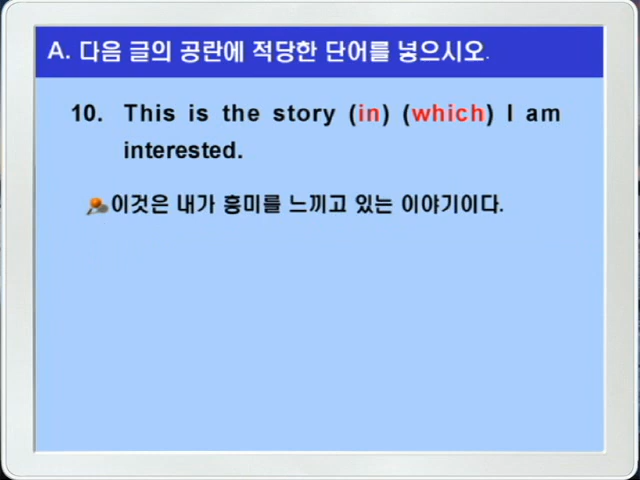 A. 다음 글의 공란에 적당한 단어를 넣으시오.
10. This is the story (in) (which) I am
interested.
이것은 내가 흥미를 느끼고 있는 이야기이다.